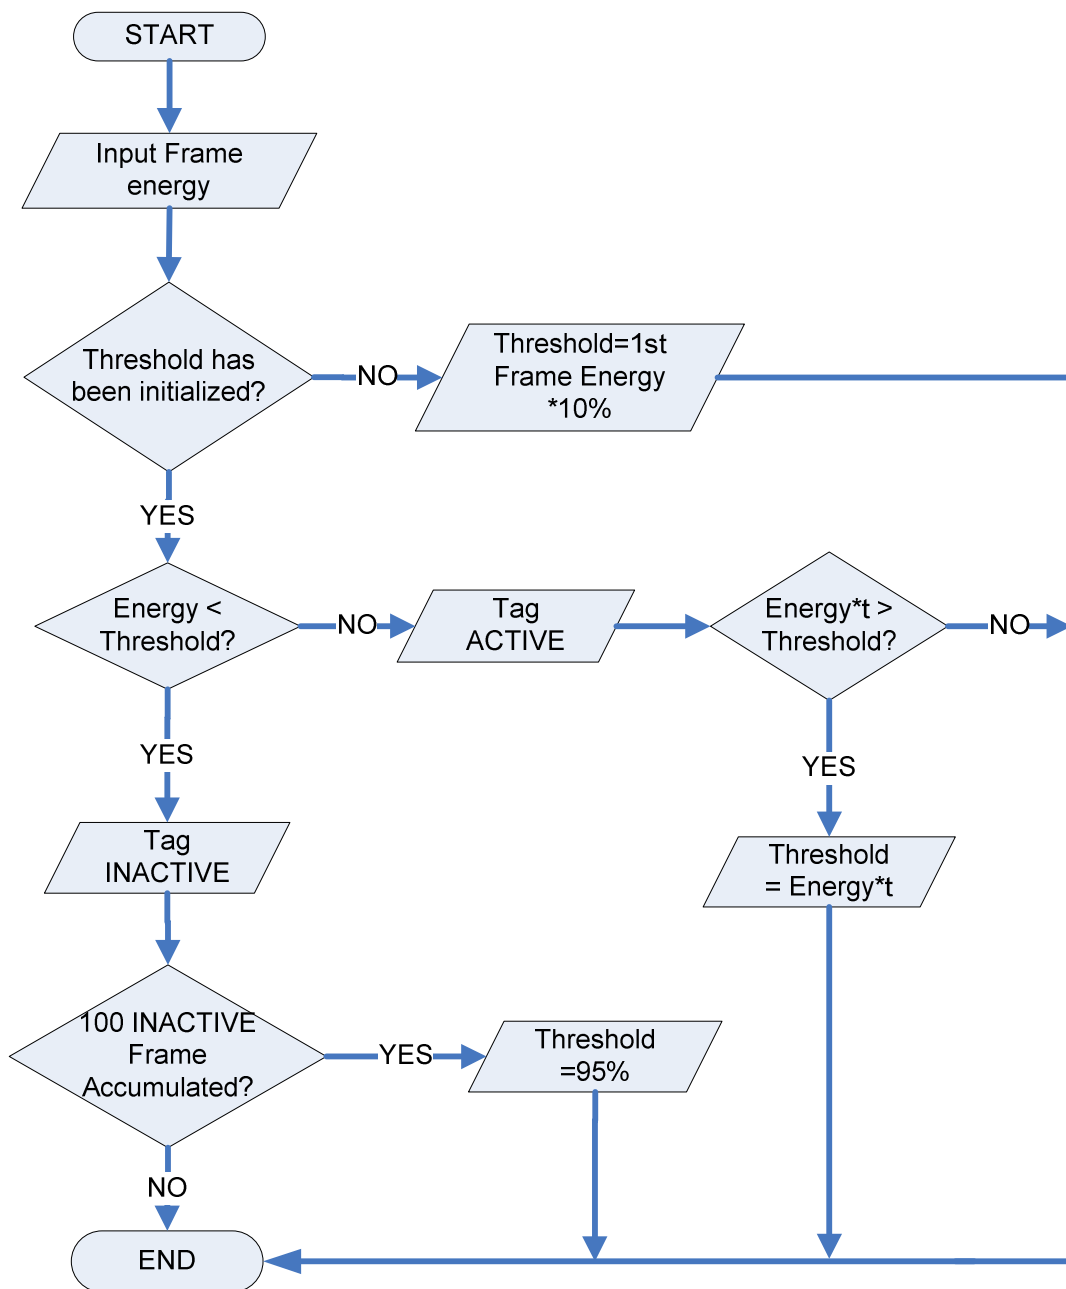 START
Input Frame
energy
Threshold has
been initialized?
NO
Threshold=1st
Frame Energy
*10%
YES
Energy <
Threshold?
NO
Tag
ACTIVE
Energy*t >
Threshold?
NO
YES
YES
Tag
INACTIVE
Threshold
= Energy*t
100 INACTIVE
Frame
Accumulated?
YES
Threshold
=95%
NO
END